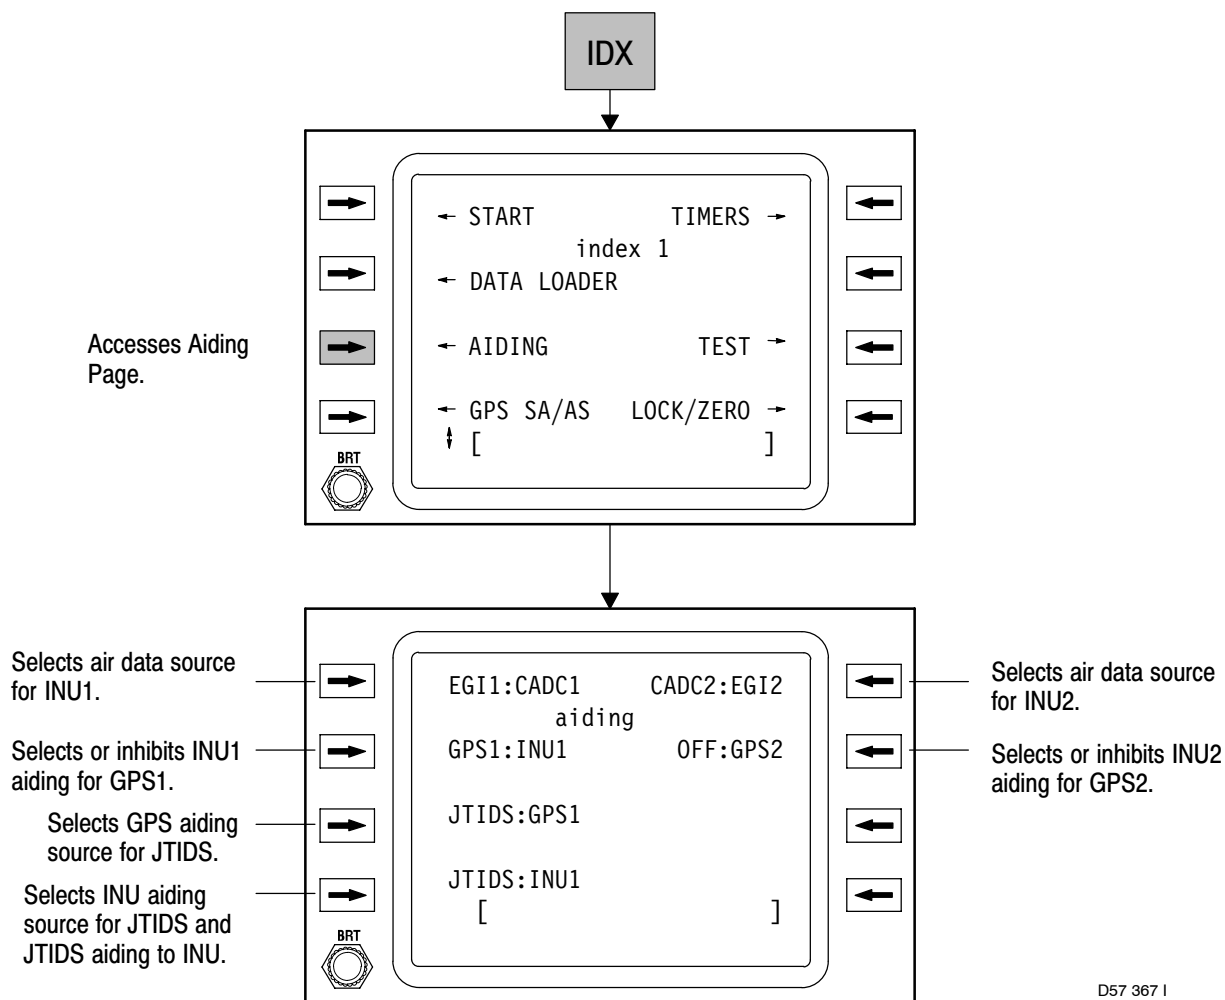 IDX
← START TIMERS →
index 1
← DATA LOADER
Accesses Aiding
Page.
← AIDING TEST →
← GPS SA/AS LOCK/ZERO →
[ ]
BRT
Selects air data source
for INU1.
EGI1:CADC1 CADC2:EGI2
Selects air data source
for INU2.
aiding
Selects or inhibits INU1
aiding for GPS1.
GPS1:INU1 OFF:GPS2
Selects or inhibits INU2
aiding for GPS2.
Selects GPS aiding
source for JTIDS.
JTIDS:GPS1
Selects INU aiding
source for JTIDS and
JTIDS aiding to INU.
JTIDS:INU1
[ ]
BRT
D57 367 I